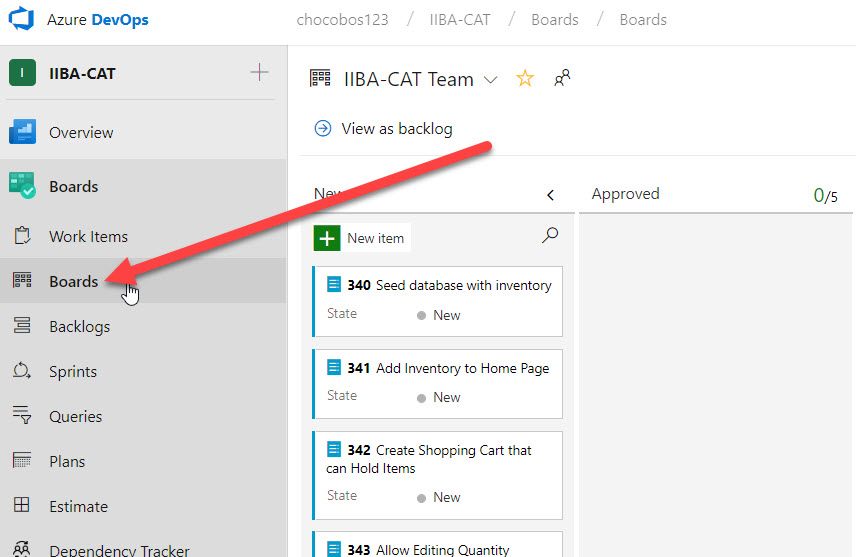 Azure DevOps
chocobos123 / IIBA-CAT / Boards / Boards
I IIBA-CAT
Overview
Boards
Work Items
Boards
Backlogs
Sprints
Queries
Plans
Estimate
Dependency Tracker
IIBA-CAT Team
View as backlog
New
New item
340 Seed database with inventory
State New
341 Add Inventory to Home Page
State New
342 Create Shopping Cart that
can Hold Items
State New
343 Allow Editing Quantity
Approved 0/5